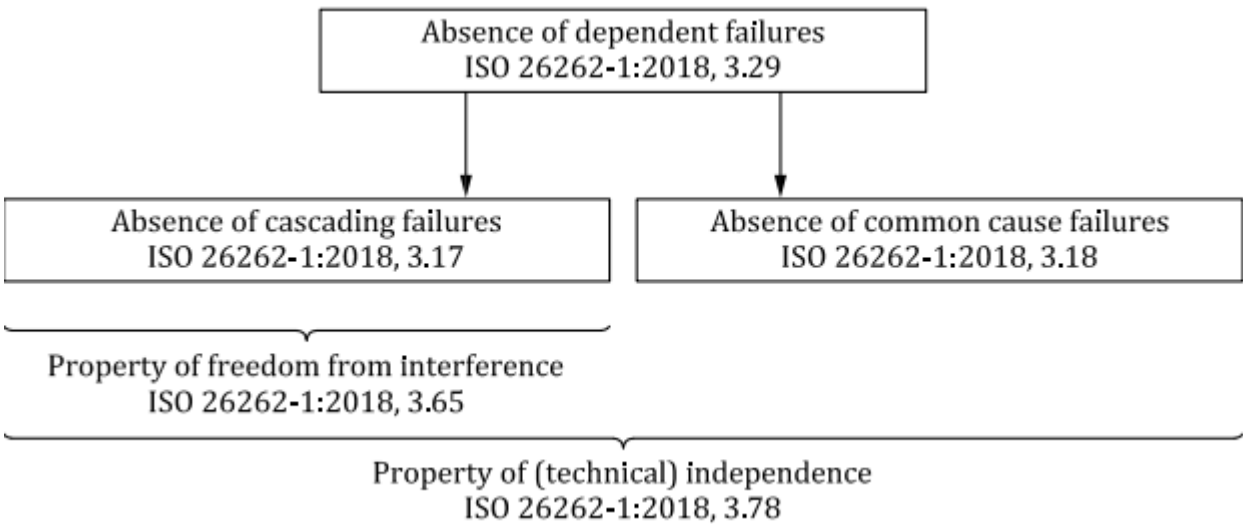 Absence of dependent failures
ISO 26262-1:2018, 3.29
Absence of cascading failures
ISO 26262-1:2018, 3.17
Absence of common cause failures
ISO 26262-1:2018, 3.18
Property of freedom from interference
ISO 26262-1:2018, 3.65
Property of (technical) independence
ISO 26262-1:2018, 3.78